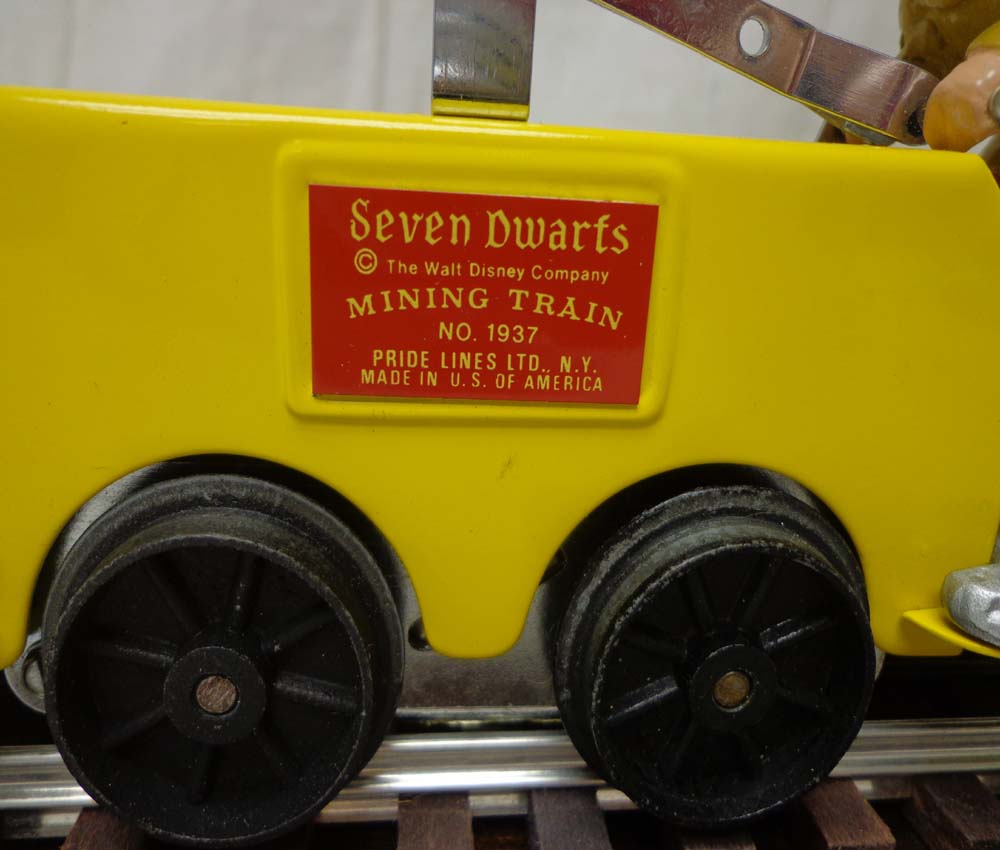 Seven Dwarfs
© The Walt Disney Company
MINING TRAIN
NO. 1937
PRIDE LINES LTD., N.Y.
MADE IN U.S. OF AMERICA